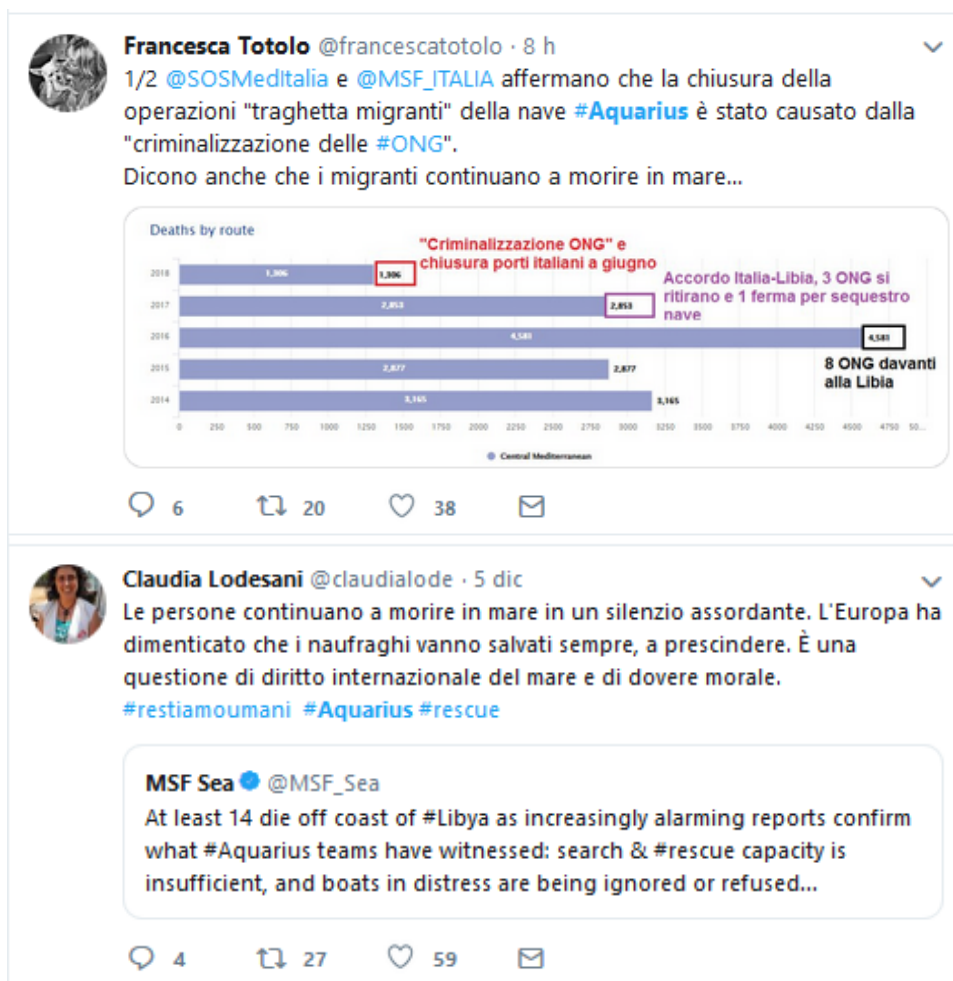 Francesca Totolo @francescatotolo · 8 h
1/2 @SOSMedItalia e @MSF_ITALIA affermano che la chiusura della
operazioni "traghetta migranti" della nave #Aquarius è stato causato dalla
"criminalizzazione delle #ONG".
Dicono anche che i migranti continuano a morire in mare...
Deaths by route
"Criminalizzazione ONG" e
chiusura porti italiani a giugno
2018 1,306 1,306
Accordo Italia-Libia, 3 ONG si
ritirano e 1 ferma per sequestro
nave
2017 2,853 2,853
2016 4,581 4,581
8 ONG davanti
alla Libia
2015 2,877 2,877
2014 3,165 3,165
0 250 500 750 1000 1250 1500 1750 2000 2250 2500 2750 3000 3250 3500 3750 4000 4250 4500 4750 50...
Central Mediterranean
6 20 38
Claudia Lodesani @claudialode · 5 dic
Le persone continuano a morire in mare in un silenzio assordante. L'Europa ha
dimenticato che i naufraghi vanno salvati sempre, a prescindere. È una
questione di diritto internazionale del mare e di dovere morale.
#restiamoumani #Aquarius #rescue
MSF Sea @MSF_Sea
At least 14 die off coast of #Libya as increasingly alarming reports confirm
what #Aquarius teams have witnessed: search & #rescue capacity is
insufficient, and boats in distress are being ignored or refused...
4 27 59